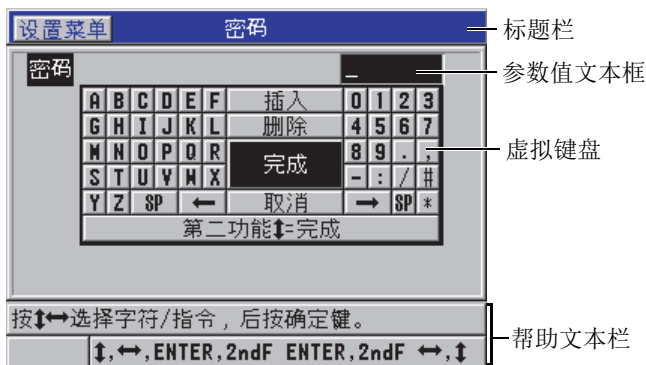 设置菜单 密码 标题栏
密码 _ 参数值文本框
A B C D E F 插入 0 1 2 3
G H I J K L 删除 4 5 6 7
M N O P Q R 完成 8 9 . , 虚拟键盘
S T U V W X - : / #
Y Z SP ← 取消 → SP *
第二功能↕=完成
按↕↔选择字符/指令，后按确定键。
帮助文本栏
↕,↔,ENTER,2ndF ENTER,2ndF ↔,↕